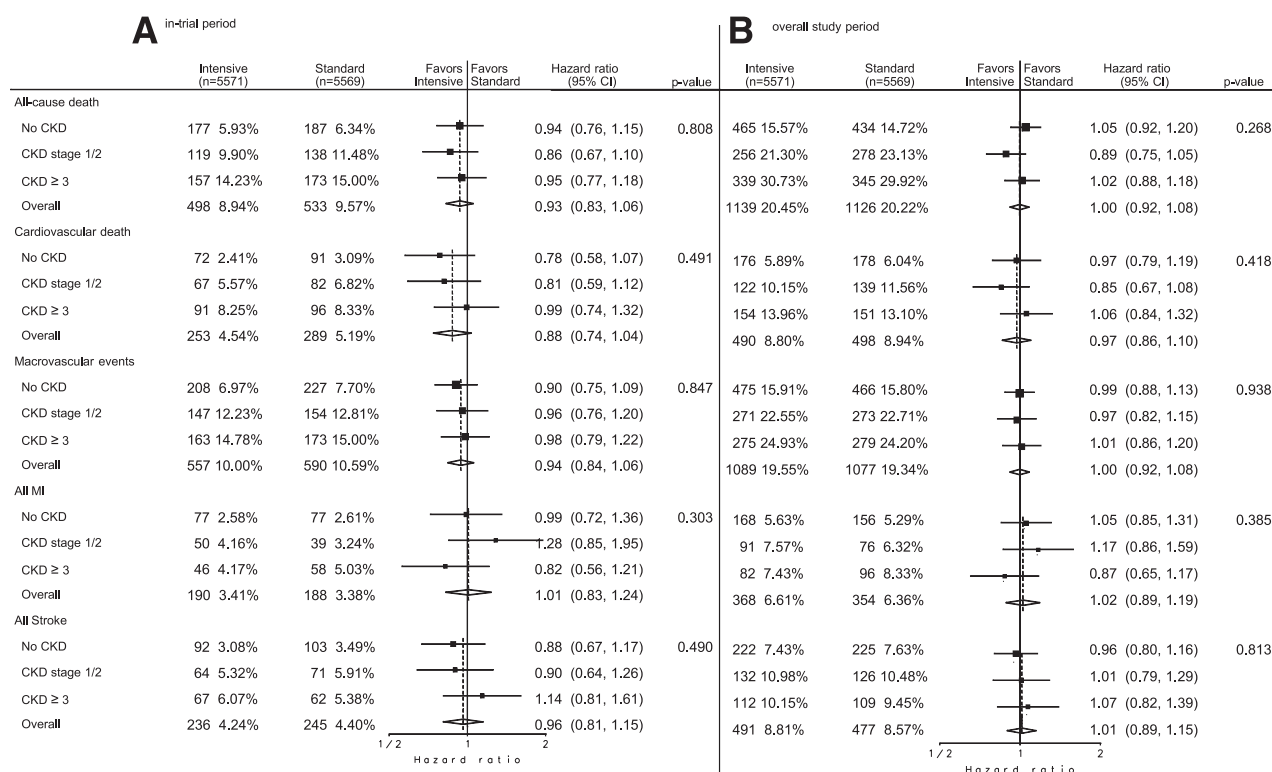 A in-trial period
Intensive Standard Favors Favors Hazard ratio
(n=5571) (n=5569) Intensive Standard (95% CI) p-value
All-cause death
No CKD 177 5.93% 187 6.34% 0.94 (0.76, 1.15) 0.808
CKD stage 1/2 119 9.90% 138 11.48% 0.86 (0.67, 1.10)
CKD ≥ 3 157 14.23% 173 15.00% 0.95 (0.77, 1.18)
Overall 498 8.94% 533 9.57% 0.93 (0.83, 1.06)
Cardiovascular death
No CKD 72 2.41% 91 3.09% 0.78 (0.58, 1.07) 0.491
CKD stage 1/2 67 5.57% 82 6.82% 0.81 (0.59, 1.12)
CKD ≥ 3 91 8.25% 96 8.33% 0.99 (0.74, 1.32)
Overall 253 4.54% 289 5.19% 0.88 (0.74, 1.04)
Macrovascular events
No CKD 208 6.97% 227 7.70% 0.90 (0.75, 1.09) 0.847
CKD stage 1/2 147 12.23% 154 12.81% 0.96 (0.76, 1.20)
CKD ≥ 3 163 14.78% 173 15.00% 0.98 (0.79, 1.22)
Overall 557 10.00% 590 10.59% 0.94 (0.84, 1.06)
All MI
No CKD 77 2.58% 77 2.61% 0.99 (0.72, 1.36) 0.303
CKD stage 1/2 50 4.16% 39 3.24% 1.28 (0.85, 1.95)
CKD ≥ 3 46 4.17% 58 5.03% 0.82 (0.56, 1.21)
Overall 190 3.41% 188 3.38% 1.01 (0.83, 1.24)
All Stroke
No CKD 92 3.08% 103 3.49% 0.88 (0.67, 1.17) 0.490
CKD stage 1/2 64 5.32% 71 5.91% 0.90 (0.64, 1.26)
CKD ≥ 3 67 6.07% 62 5.38% 1.14 (0.81, 1.61)
Overall 236 4.24% 245 4.40% 0.96 (0.81, 1.15)
1/2 1 2
Hazard ratio
B overall study period
Intensive Standard Favors Favors Hazard ratio
(n=5571) (n=5569) Intensive Standard (95% CI) p-value
465 15.57% 434 14.72% 1.05 (0.92, 1.20) 0.268
256 21.30% 278 23.13% 0.89 (0.75, 1.05)
339 30.73% 345 29.92% 1.02 (0.88, 1.18)
1139 20.45% 1126 20.22% 1.00 (0.92, 1.08)
176 5.89% 178 6.04% 0.97 (0.79, 1.19) 0.418
122 10.15% 139 11.56% 0.85 (0.67, 1.08)
154 13.96% 151 13.10% 1.06 (0.84, 1.32)
490 8.80% 498 8.94% 0.97 (0.86, 1.10)
475 15.91% 466 15.80% 0.99 (0.88, 1.13) 0.938
271 22.55% 273 22.71% 0.97 (0.82, 1.15)
275 24.93% 279 24.20% 1.01 (0.86, 1.20)
1089 19.55% 1077 19.34% 1.00 (0.92, 1.08)
168 5.63% 156 5.29% 1.05 (0.85, 1.31) 0.385
91 7.57% 76 6.32% 1.17 (0.86, 1.59)
82 7.43% 96 8.33% 0.87 (0.65, 1.17)
368 6.61% 354 6.36% 1.02 (0.89, 1.19)
222 7.43% 225 7.63% 0.96 (0.80, 1.16) 0.813
132 10.98% 126 10.48% 1.01 (0.79, 1.29)
112 10.15% 109 9.45% 1.07 (0.82, 1.39)
491 8.81% 477 8.57% 1.01 (0.89, 1.15)
1/2 1 2
Hazard ratio